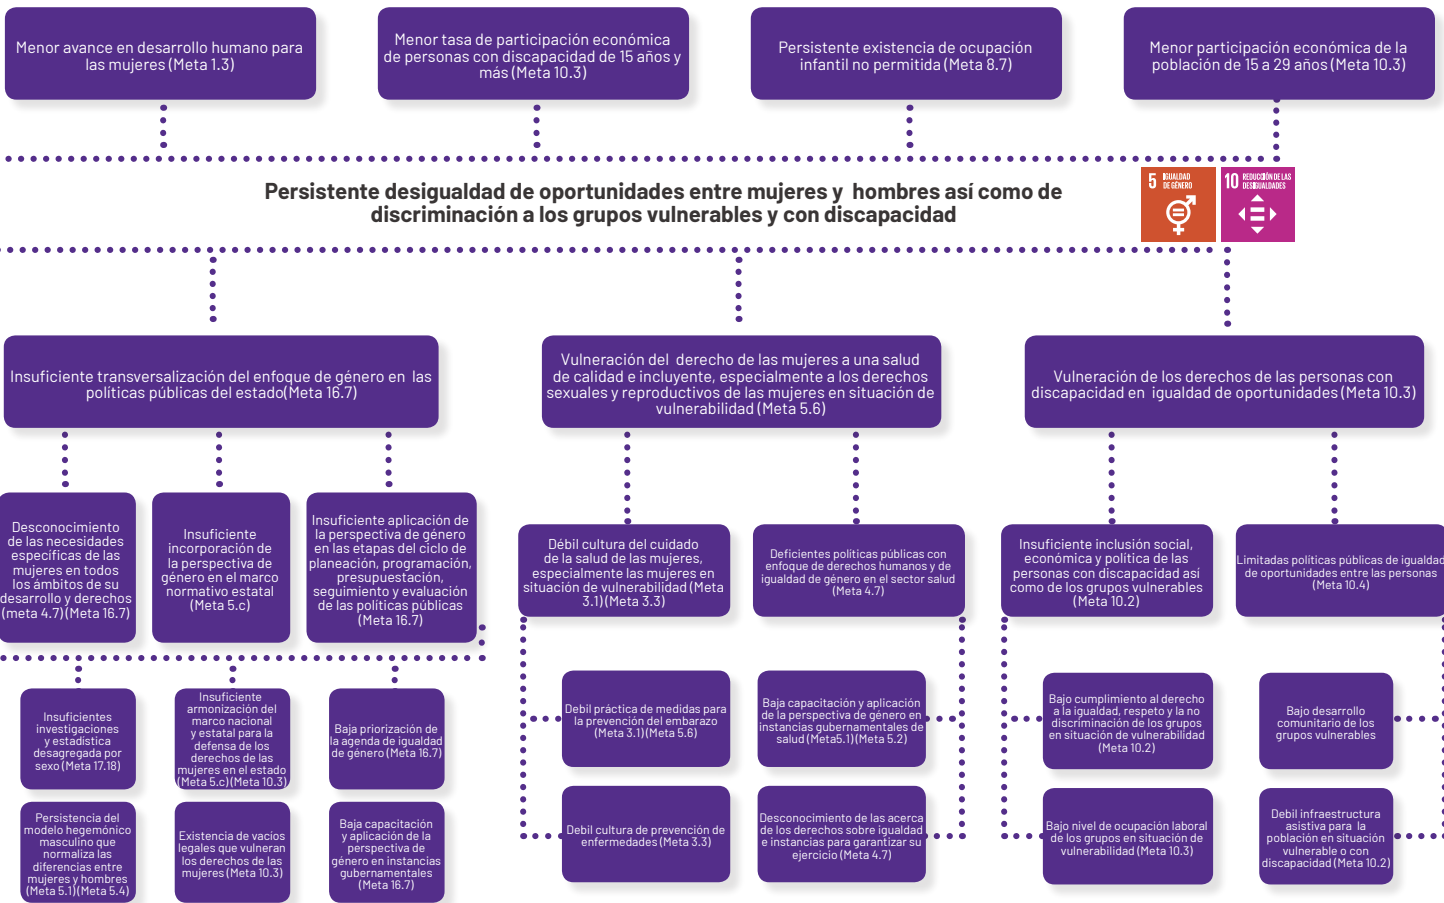 Menor avance en desarrollo humano para
las mujeres (Meta 1.3)
Menor tasa de participación económica
de personas con discapacidad de 15 años y
más (Meta 10.3)
Persistente existencia de ocupación
infantil no permitida (Meta 8.7)
Menor participación económica de la
población de 15 a 29 años (Meta 10.3)
Persistente desigualdad de oportunidades entre mujeres y hombres así como de
discriminación a los grupos vulnerables y con discapacidad
5 IGUALDAD
DE GÉNERO
10 REDUCCIÓN DE LAS
DESIGUALDADES
Insuficiente transversalización del enfoque de género en las
políticas públicas del estado(Meta 16.7)
Vulneración del derecho de las mujeres a una salud
de calidad e incluyente, especialmente a los derechos
sexuales y reproductivos de las mujeres en situación de
vulnerabilidad (Meta 5.6)
Vulneración de los derechos de las personas con
discapacidad en igualdad de oportunidades (Meta 10.3)
Desconocimiento
de las necesidades
específicas de las
mujeres en todos
los ámbitos de su
desarrollo y derechos
(meta 4.7)(Meta 16.7)
Insuficiente
incorporación de
la perspectiva de
género en el marco
normativo estatal
(Meta 5.c)
Insuficiente aplicación de
la perspectiva de género
en las etapas del ciclo de
planeación, programación,
presupuestación,
seguimiento y evaluación
de las políticas públicas
(Meta 16.7)
Débil cultura del cuidado
de la salud de las mujeres,
especialmente las mujeres en
situación de vulnerabilidad (Meta
3.1)(Meta 3.3)
Deficientes políticas públicas con
enfoque de derechos humanos y de
igualdad de género en el sector salud
(Meta 4.7)
Insuficiente inclusión social,
económica y política de las
personas con discapacidad así
como de los grupos vulnerables
(Meta 10.2)
Limitadas políticas públicas de igualdad
de oportunidades entre las personas
(Meta 10.4)
Insuficientes
investigaciones
y estadística
desagregada por
sexo (Meta 17.18)
Insuficiente
armonización del
marco nacional
y estatal para la
defensa de los
derechos de las
mujeres en el estado
(Meta 5.c)(Meta 10.3)
Baja priorización de
la agenda de igualdad
de género (Meta 16.7)
Debil práctica de medidas para
la prevención del embarazo
(Meta 3.1)(Meta 5.6)
Baja capacitación y aplicación
de la perspectiva de género en
instancias gubernamentales de
salud (Meta5.1)(Meta 5.2)
Bajo cumplimiento al derecho
a la igualdad, respeto y la no
discriminación de los grupos
en situación de vulnerabilidad
(Meta 10.2)
Bajo desarrollo
comunitario de los
grupos vulnerables
Persistencia del
modelo hegemónico
masculino que
normaliza las
diferencias entre
mujeres y hombres
(Meta 5.1)(Meta 5.4)
Existencia de vacíos
legales que vulneran
los derechos de las
mujeres (Meta 10.3)
Baja capacitación
y aplicación de la
perspectiva de
género en instancias
gubernamentales
(Meta 16.7)
Debil cultura de prevención de
enfermedades (Meta 3.3)
Desconocimiento de las acerca
de los derechos sobre igualdad
e instancias para garantizar su
ejercicio (Meta 4.7)
Bajo nivel de ocupación laboral
de los grupos en situación de
vulnerabilidad (Meta 10.3)
Debil infraestructura
asistiva para la
población en situación
vulnerable o con
discapacidad (Meta 10.2)